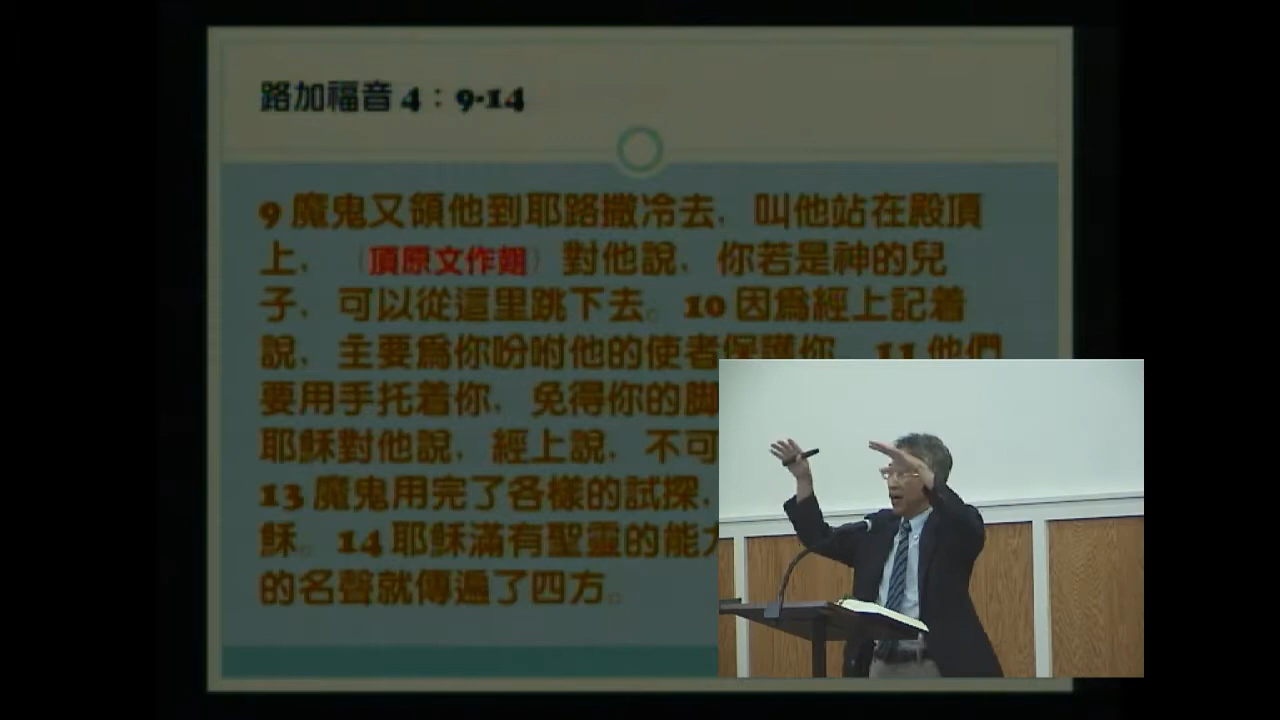 路加福音 4：9-14
9 魔鬼又領他到耶路撒冷去，叫他站在殿頂
上，（頂原文作翅）對他說，你若是神的兒
子，可以從這里跳下去。10 因爲經上記着
說，主要爲你吩咐他的使者保護你，11 他們
要用手托着你，免得你的脚
耶穌對他說，經上說，不可
13 魔鬼用完了各樣的試探，
穌。14 耶穌滿有聖靈的能力
的名聲就傳遍了四方。